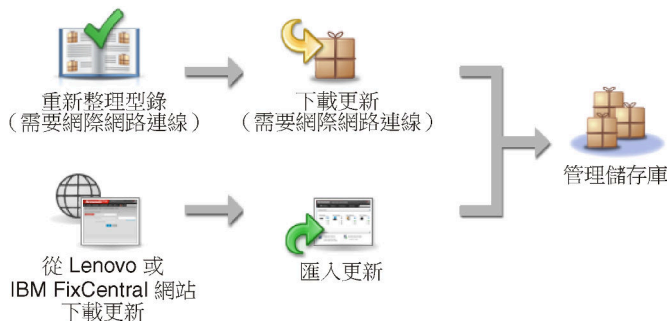 重新整理型錄
（需要網際網路連線）
下載更新
（需要網際網路連線）
管理儲存庫
從 Lenovo 或
IBM FixCentral 網站
下載更新
匯入更新